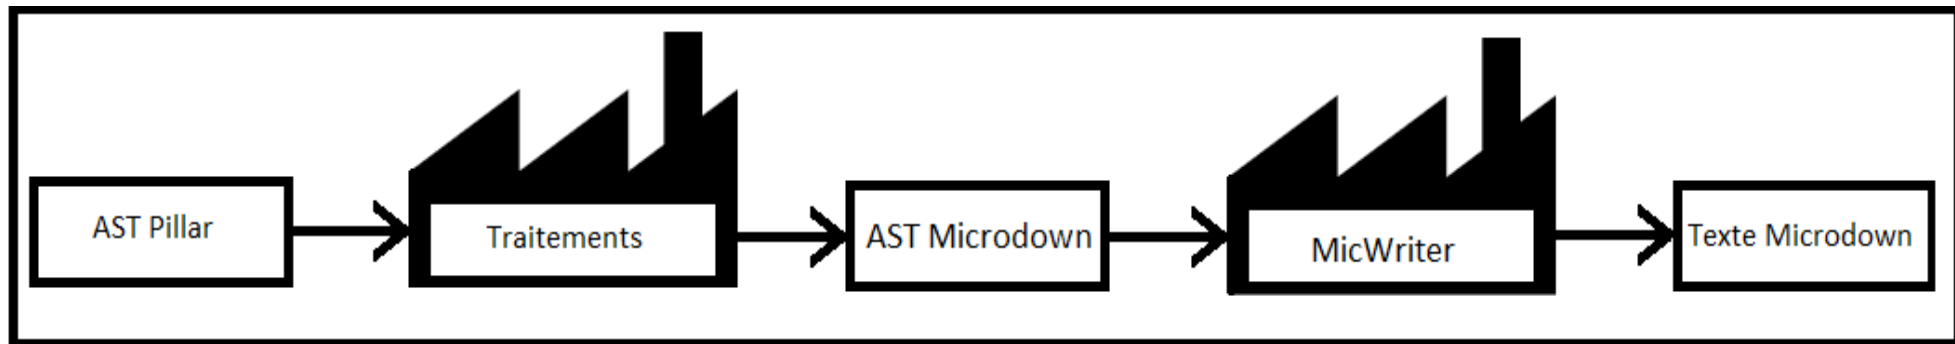 AST Pillar
Traitements
AST Microdown
MicWriter
Texte Microdown